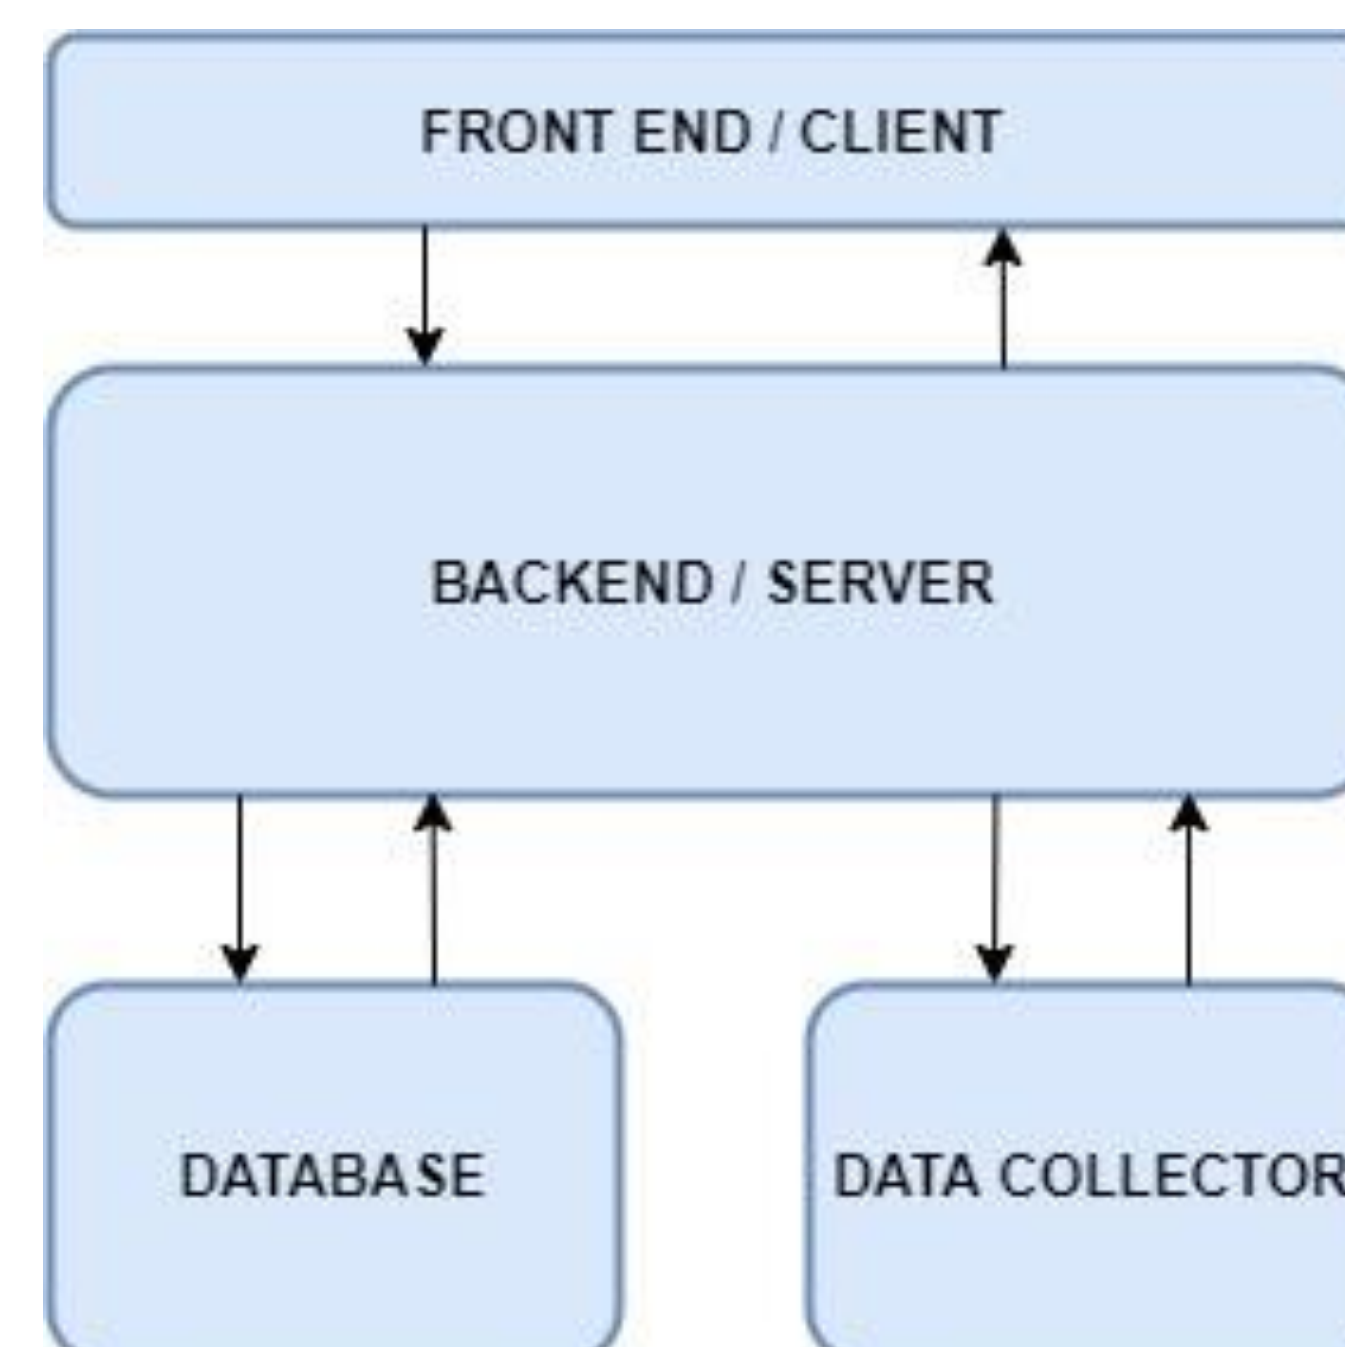 FRONT END / CLIENT
BACKEND / SERVER
DATABASE
DATA COLLECTOR